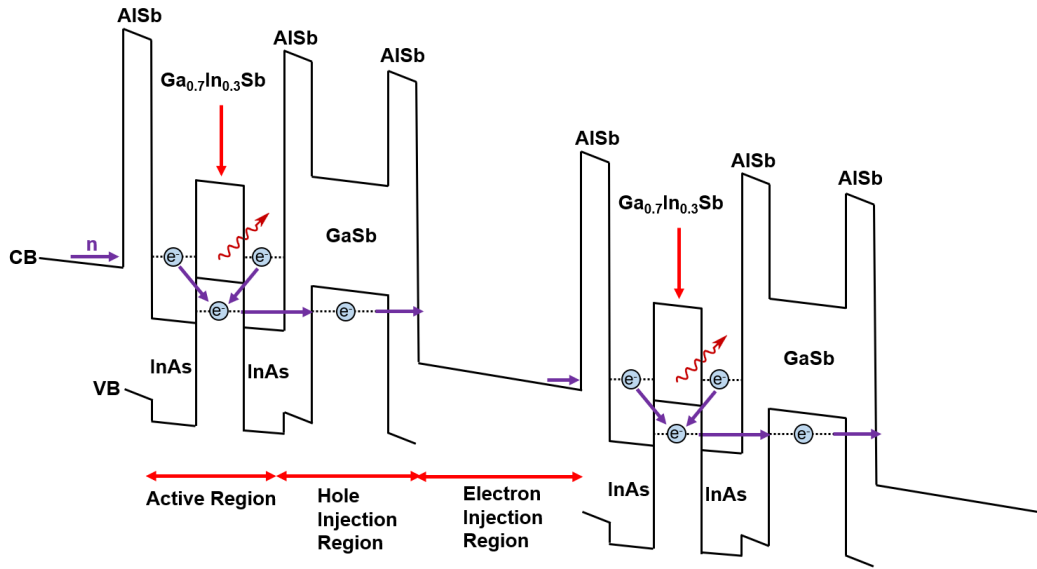 AlSb
AlSb
AlSb
Ga0.7In0.3Sb
GaSb
n
CB
e-
e-
e-
e-
InAs
InAs
VB
Active Region
Hole
Injection
Region
Electron
Injection
Region
AlSb
AlSb
AlSb
Ga0.7In0.3Sb
GaSb
e-
e-
e-
e-
InAs
InAs